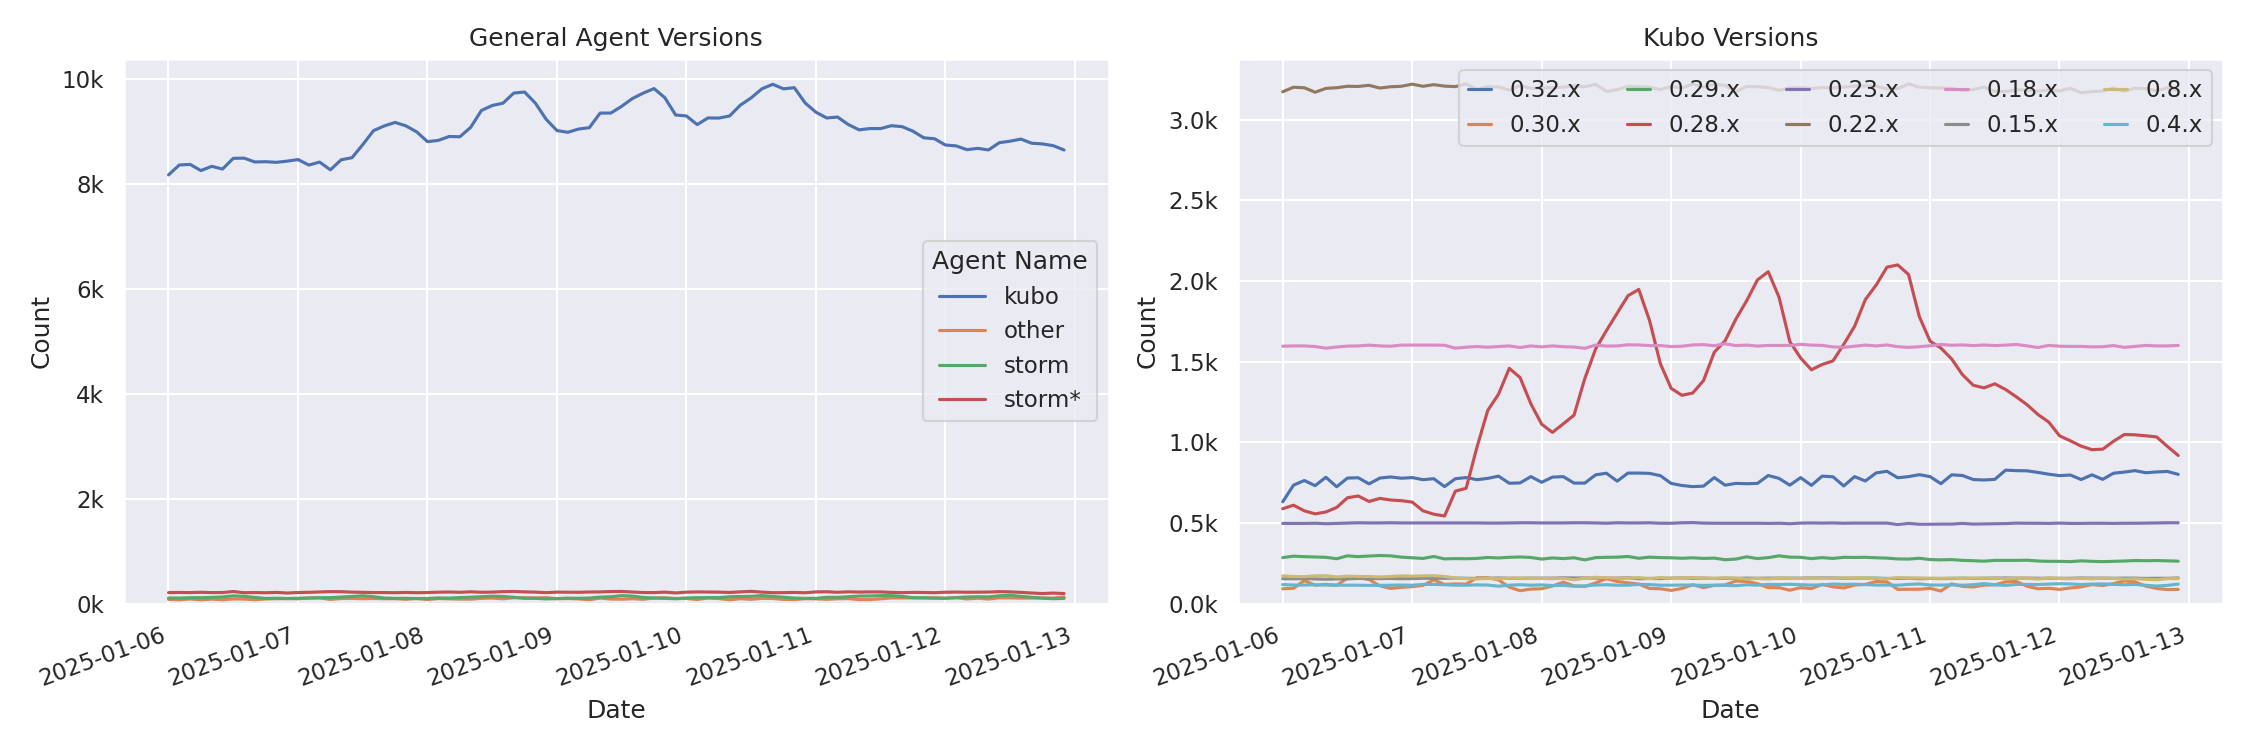 General Agent Versions
10k
8k
6k
4k
2k
0k
Count
Agent Name
kubo
other
storm
storm*
2025-01-06
2025-01-07
2025-01-08
2025-01-09
2025-01-10
2025-01-11
2025-01-12
2025-01-13
Date
Kubo Versions
3.0k
2.5k
2.0k
1.5k
1.0k
0.5k
0.0k
Count
0.32.x 0.29.x 0.23.x 0.18.x 0.8.x
0.30.x 0.28.x 0.22.x 0.15.x 0.4.x
2025-01-06
2025-01-07
2025-01-08
2025-01-09
2025-01-10
2025-01-11
2025-01-12
2025-01-13
Date